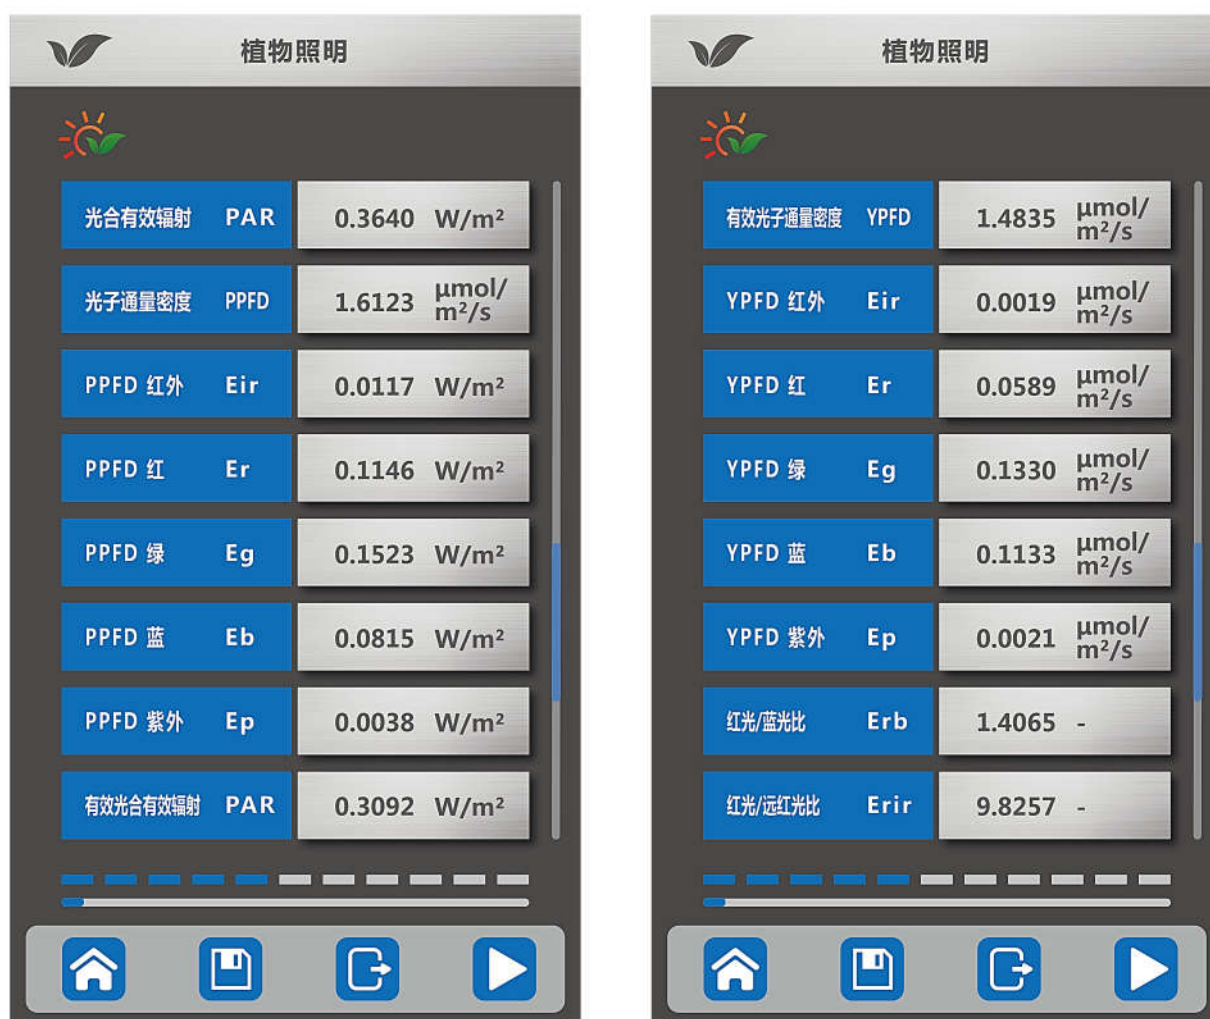 植物照明
光合有效辐射 PAR 0.3640 W/m²
光子通量密度 PPFD 1.6123 μmol/
m²/s
PPFD 红外 Eir 0.0117 W/m²
PPFD 红 Er 0.1146 W/m²
PPFD 绿 Eg 0.1523 W/m²
PPFD 蓝 Eb 0.0815 W/m²
PPFD 紫外 Ep 0.0038 W/m²
有效光合有效辐射 PAR 0.3092 W/m²
植物照明
有效光子通量密度 YPFD 1.4835 μmol/
m²/s
YPFD 红外 Eir 0.0019 μmol/
m²/s
YPFD 红 Er 0.0589 μmol/
m²/s
YPFD 绿 Eg 0.1330 μmol/
m²/s
YPFD 蓝 Eb 0.1133 μmol/
m²/s
YPFD 紫外 Ep 0.0021 μmol/
m²/s
红光/蓝光比 Erb 1.4065 -
红光/远红光比 Erir 9.8257 -